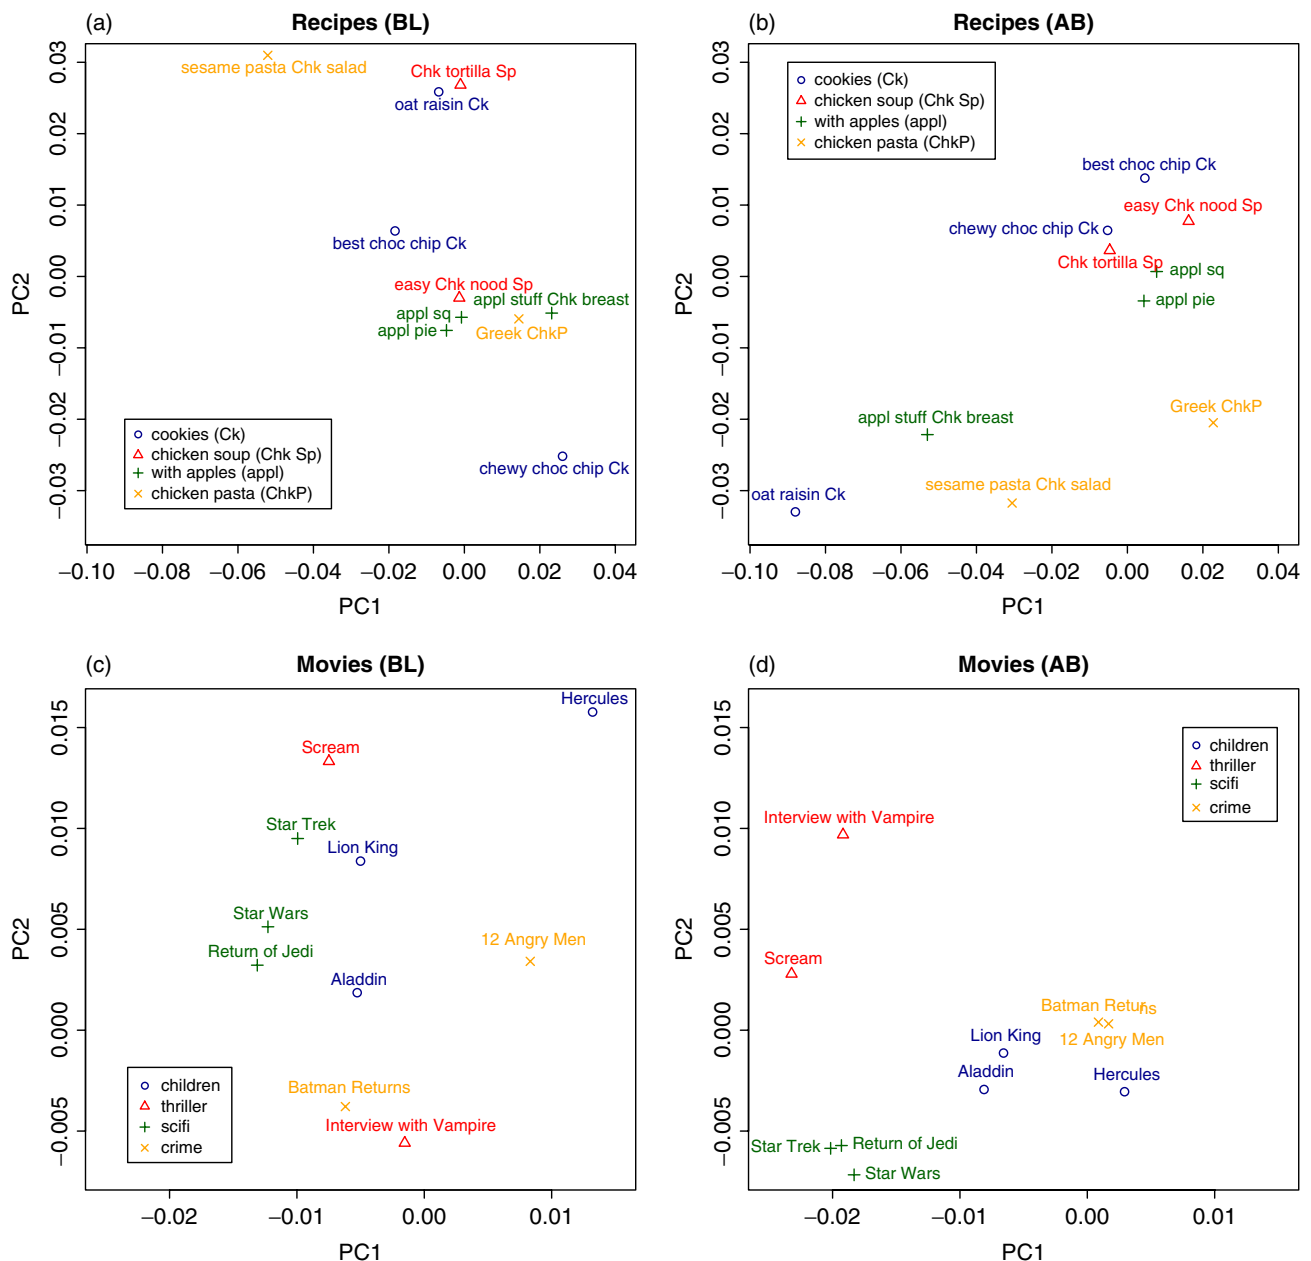 (a) Recipes (BL)
sesame pasta Chk salad
Chk tortilla Sp
oat raisin Ck
best choc chip Ck
easy Chk nood Sp
appl stuff Chk breast
appl sq
appl pie
Greek ChkP
chewy choc chip Ck
cookies (Ck)
chicken soup (Chk Sp)
with apples (appl)
chicken pasta (ChkP)
PC2
0.03
0.02
0.01
0.00
−0.01
−0.02
−0.03
−0.10 −0.08 −0.06 −0.04 −0.02 0.00 0.02 0.04
PC1
(b) Recipes (AB)
cookies (Ck)
chicken soup (Chk Sp)
with apples (appl)
chicken pasta (ChkP)
best choc chip Ck
easy Chk nood Sp
chewy choc chip Ck
Chk tortilla Sp
appl sq
appl pie
Greek ChkP
appl stuff Chk breast
sesame pasta Chk salad
oat raisin Ck
PC2
0.03
0.02
0.01
0.00
−0.01
−0.02
−0.03
−0.10 −0.08 −0.06 −0.04 −0.02 0.00 0.02 0.04
PC1
(c) Movies (BL)
Hercules
Scream
Star Trek
Lion King
Star Wars
12 Angry Men
Return of Jedi
Aladdin
Batman Returns
Interview with Vampire
children
thriller
scifi
crime
PC2
0.015
0.010
0.005
0.000
−0.005
−0.02 −0.01 0.00 0.01
PC1
(d) Movies (AB)
children
thriller
scifi
crime
Interview with Vampire
Scream
Batman Returns
12 Angry Men
Lion King
Aladdin
Hercules
Star Trek
Return of Jedi
Star Wars
PC2
0.015
0.010
0.005
0.000
−0.005
−0.02 −0.01 0.00 0.01
PC1